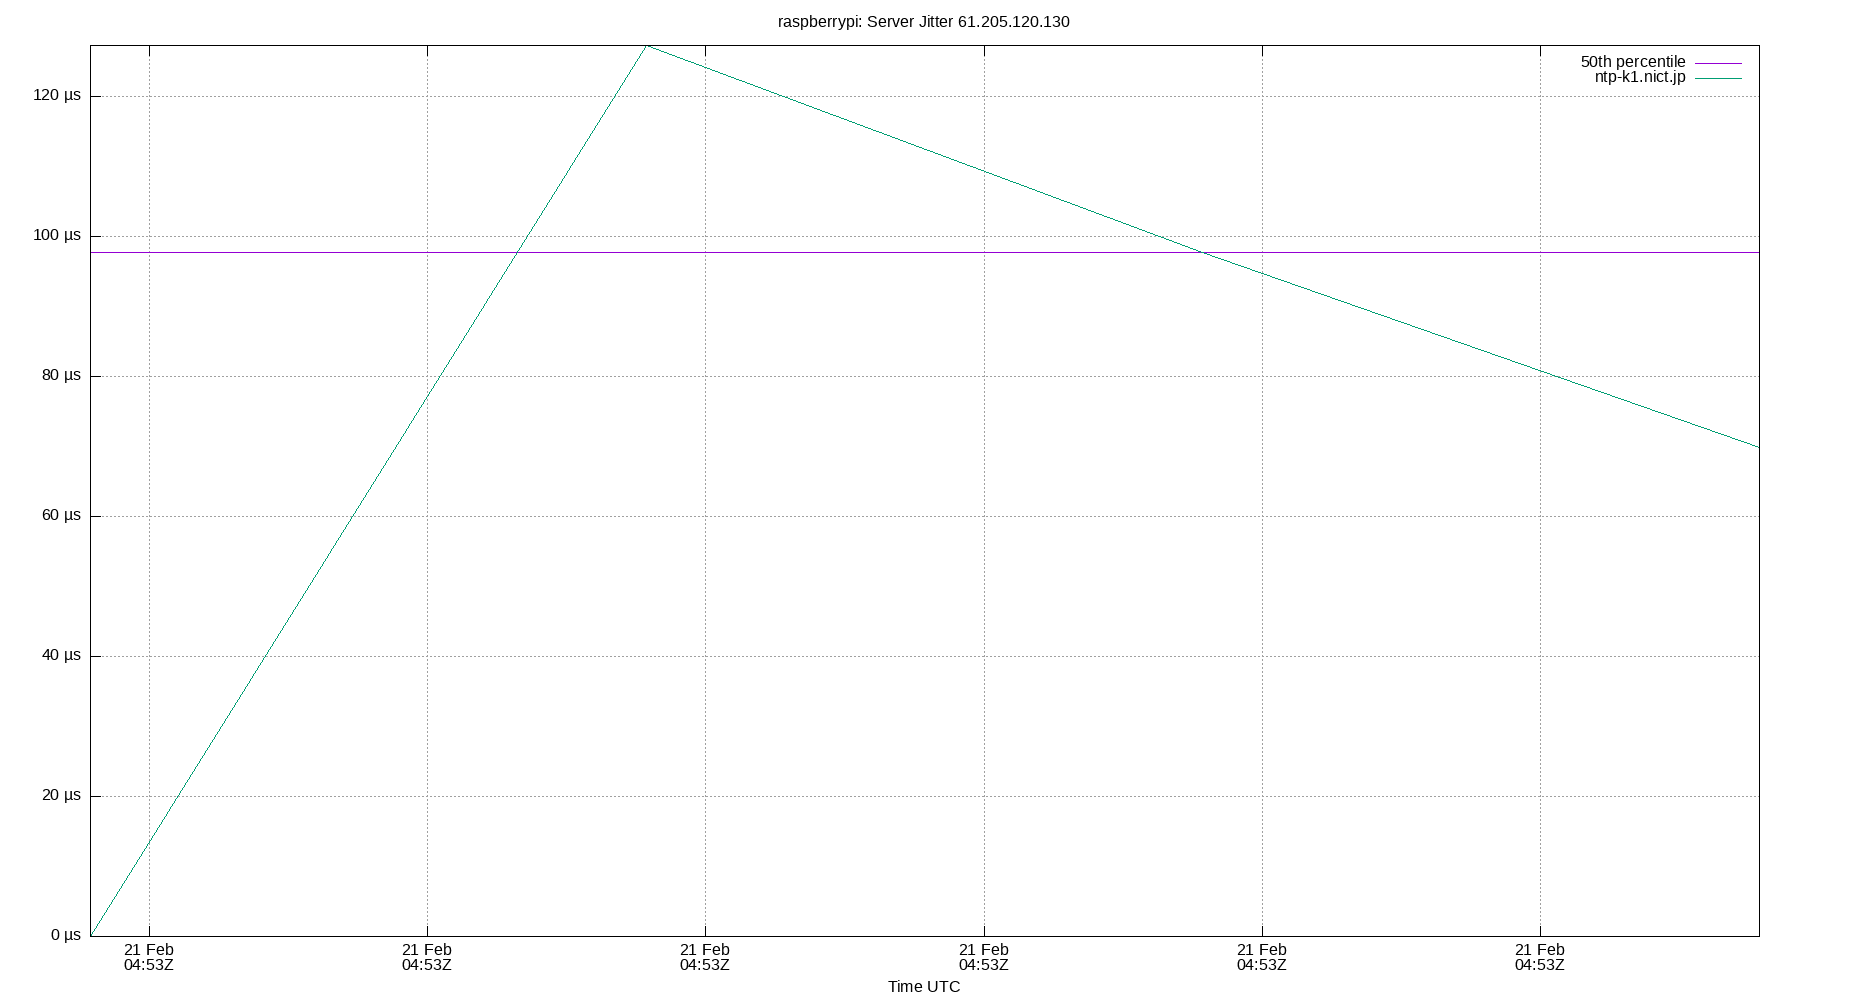 raspberrypi: Server Jitter 61.205.120.130
50th percentile
ntp-k1.nict.jp
120 µs
100 µs
80 µs
60 µs
40 µs
20 µs
0 µs
21 Feb 21 Feb 21 Feb 21 Feb 21 Feb 21 Feb
04:53Z 04:53Z 04:53Z 04:53Z 04:53Z 04:53Z
Time UTC